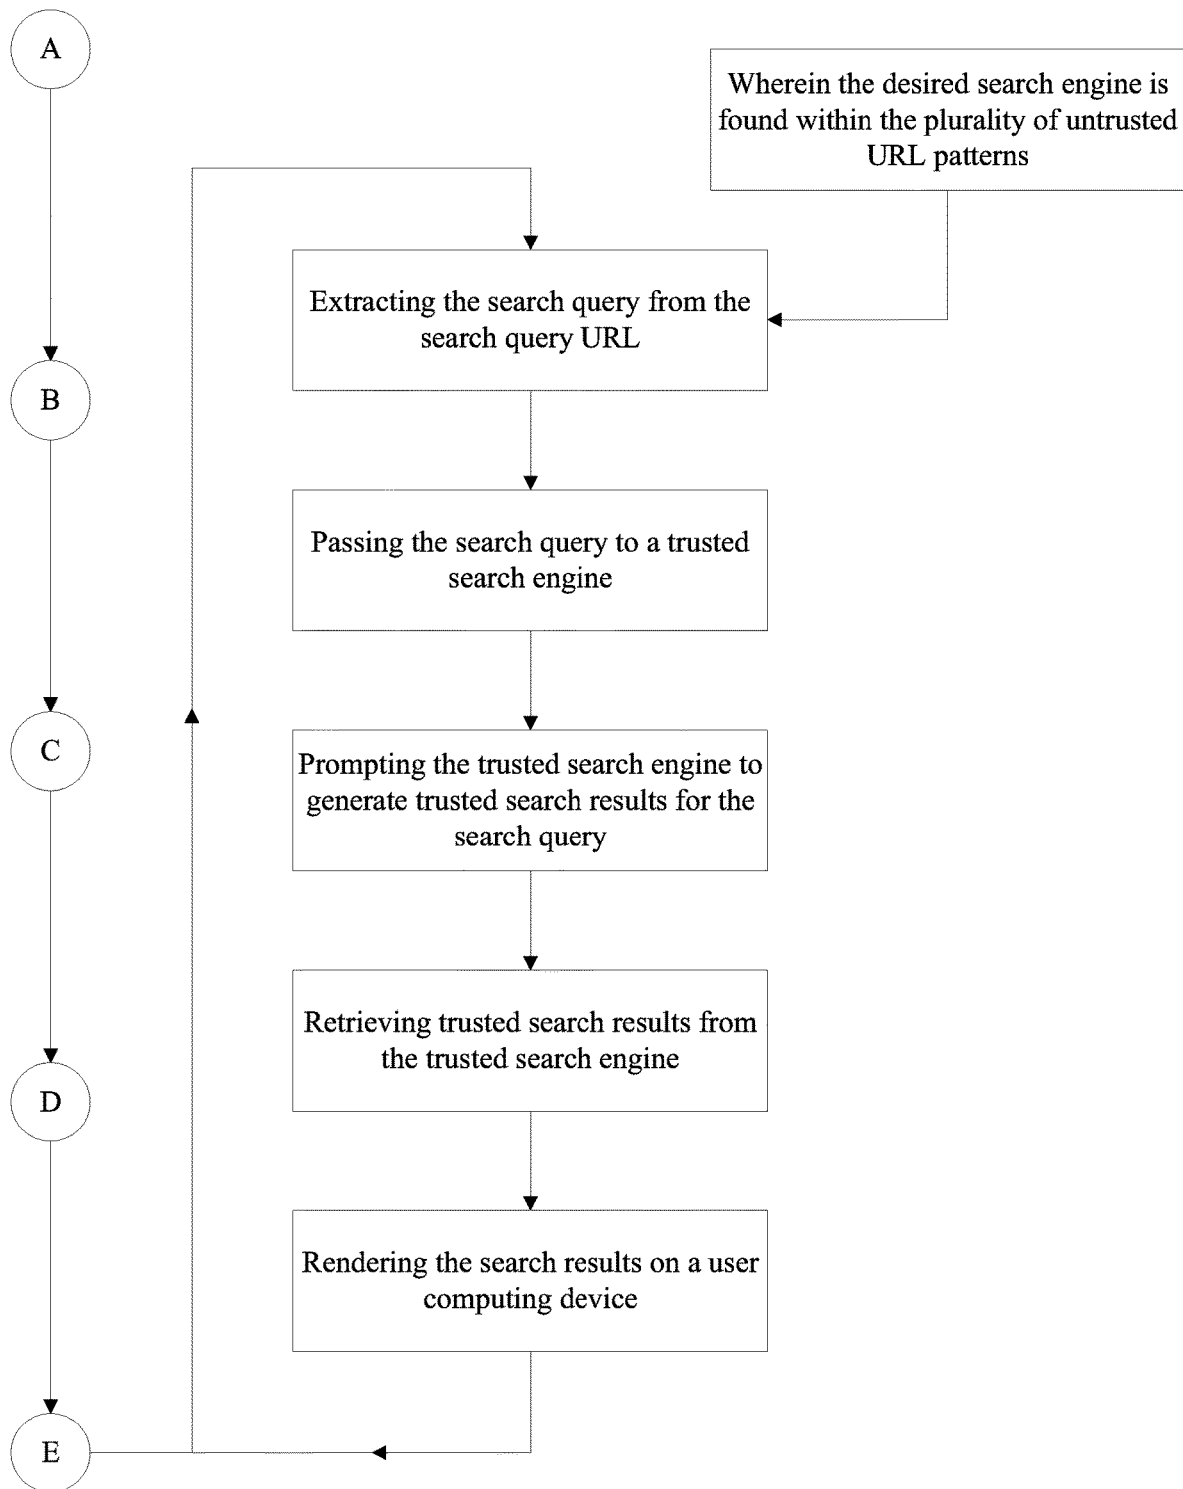 A
Wherein the desired search engine is
found within the plurality of untrusted
URL patterns
Extracting the search query from the
search query URL
B
Passing the search query to a trusted
search engine
C
Prompting the trusted search engine to
generate trusted search results for the
search query
Retrieving trusted search results from
the trusted search engine
D
Rendering the search results on a user
computing device
E